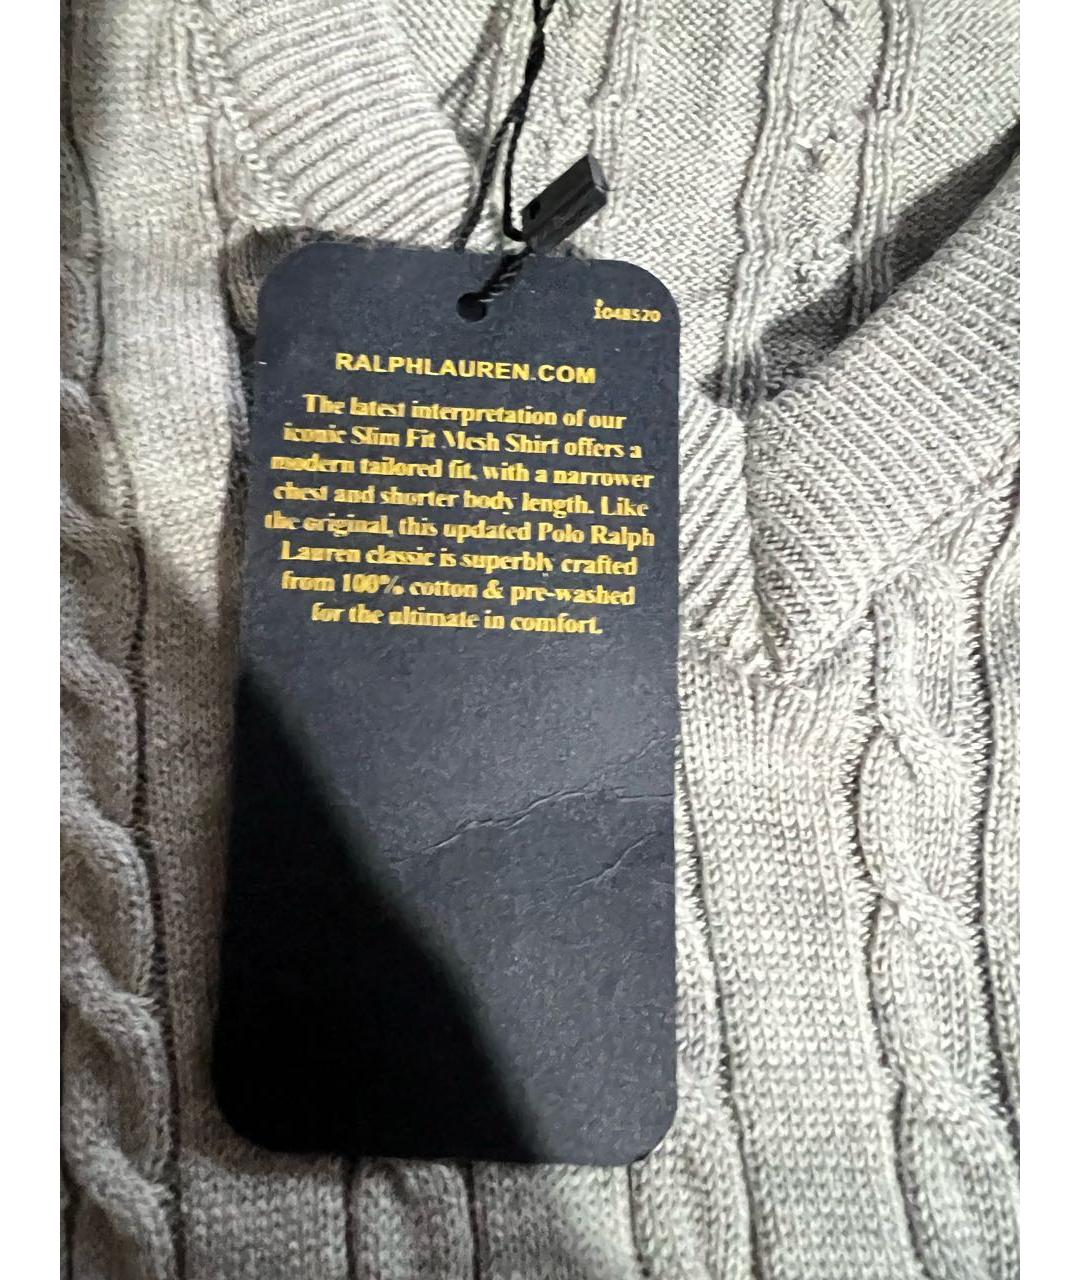 1048520
RALPHLAUREN.COM
The latest interpretation of our
iconic Slim Fit Mesh Shirt offers a
modern tailored fit, with a narrower
chest and shorter body length. Like
the original, this updated Polo Ralph
Lauren classic is superbly crafted
from 100% cotton & pre-washed
for the ultimate in comfort.